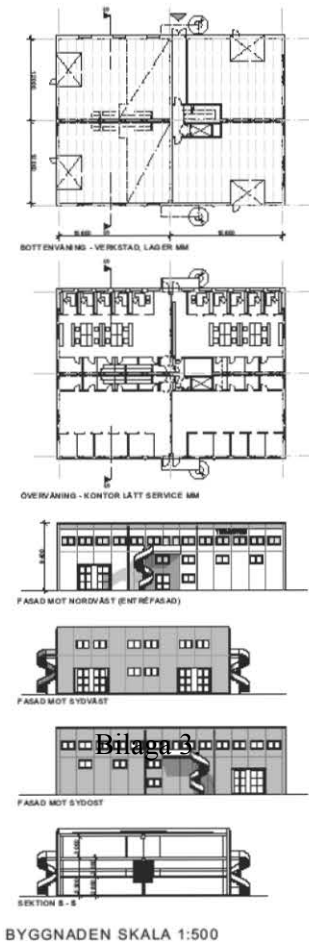 BOTTENVÅNING - VERKSTAD, LAGER MM
ÖVERVÅNING - KONTOR LÄTT SERVICE MM
FASAD MOT NORDVÄST (ENTRÉFASAD)
FASAD MOT SYDVÄST
Bilaga 3.
FASAD MOT SYDOST
SEKTION S - S
BYGGNADEN SKALA 1:500